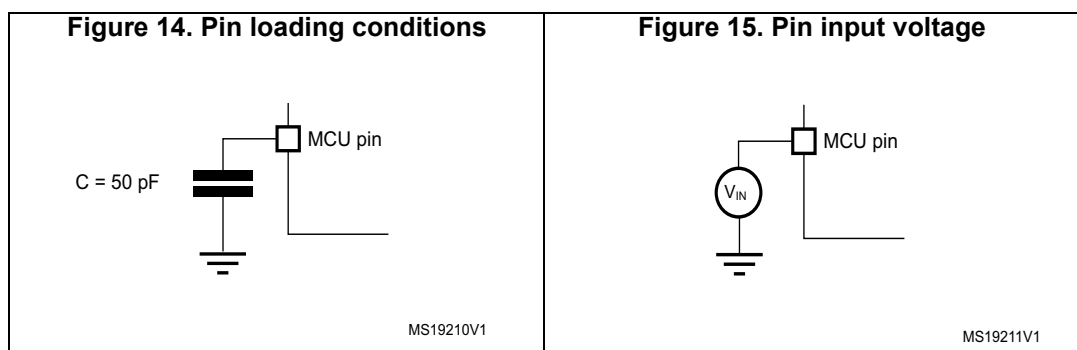 Figure 14. Pin loading conditions
MCU pin
C = 50 pF
MS19210V1
Figure 15. Pin input voltage
MCU pin
VIN
MS19211V1